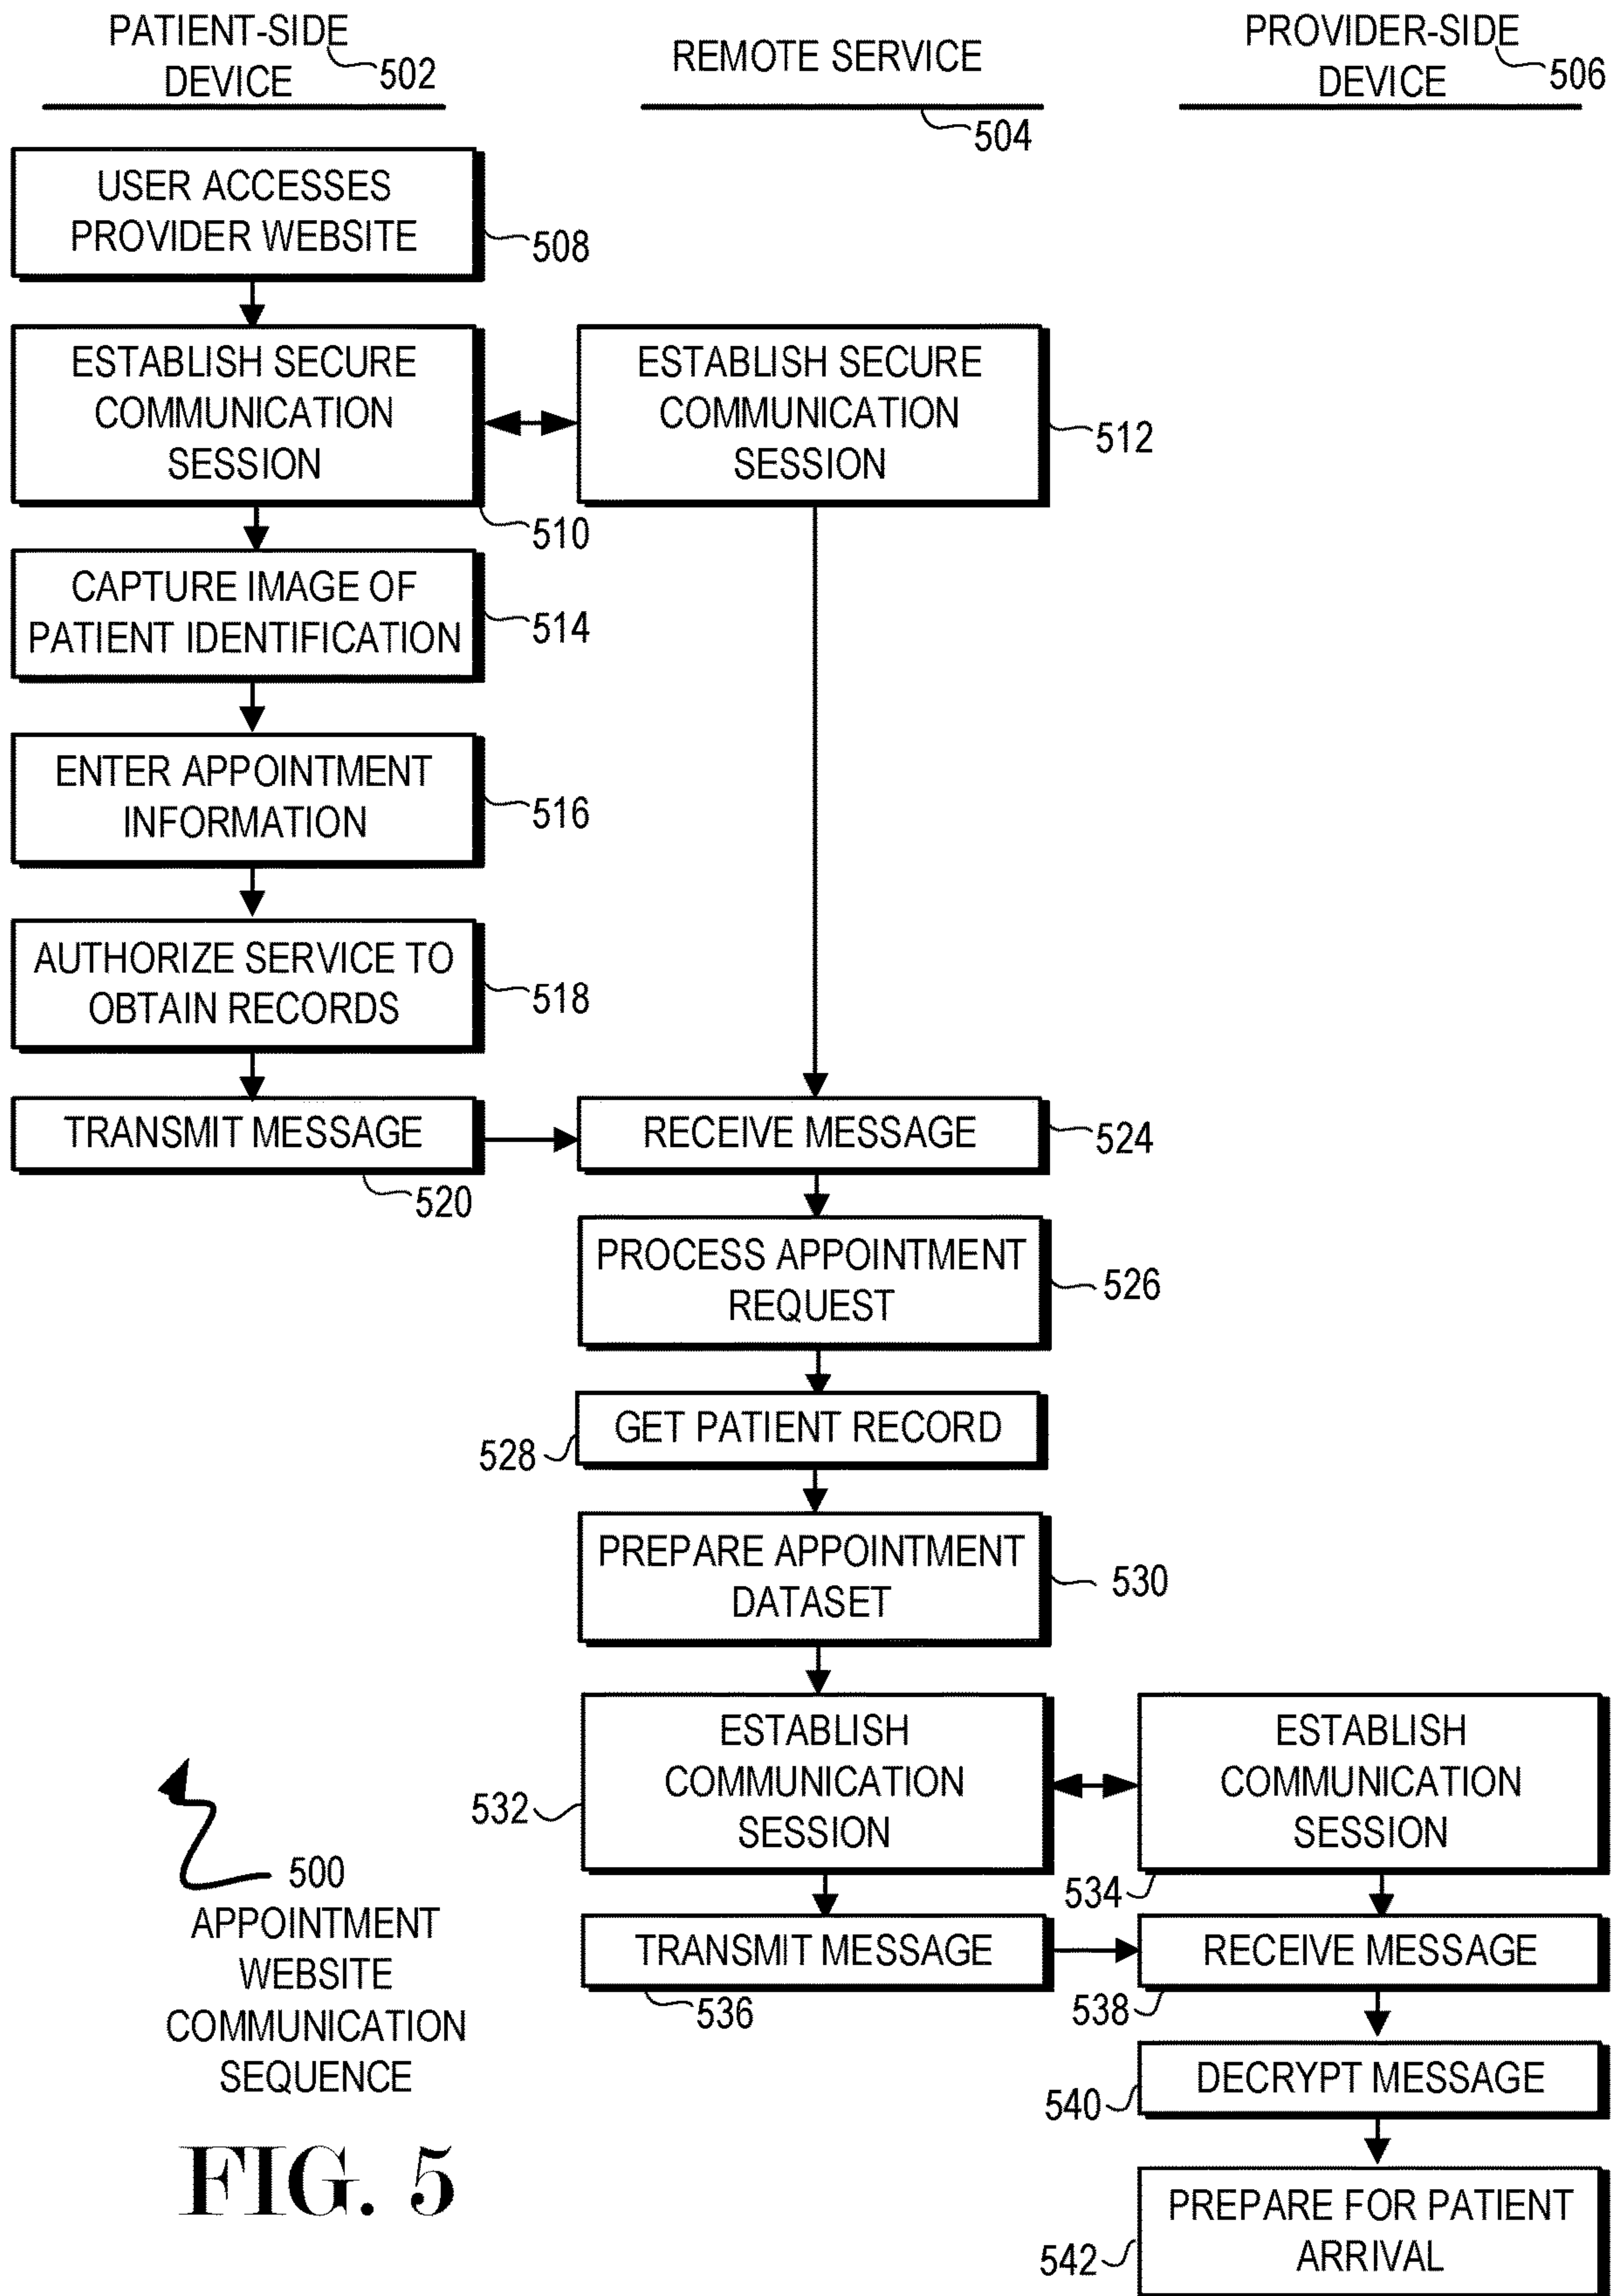 PATIENT-SIDE
DEVICE
502
REMOTE SERVICE
504
PROVIDER-SIDE
DEVICE
506
USER ACCESSES
PROVIDER WEBSITE
508
ESTABLISH SECURE
COMMUNICATION
SESSION
510
ESTABLISH SECURE
COMMUNICATION
SESSION
512
CAPTURE IMAGE OF
PATIENT IDENTIFICATION
514
ENTER APPOINTMENT
INFORMATION
516
AUTHORIZE SERVICE TO
OBTAIN RECORDS
518
TRANSMIT MESSAGE
520
RECEIVE MESSAGE
524
PROCESS APPOINTMENT
REQUEST
526
GET PATIENT RECORD
528
PREPARE APPOINTMENT
DATASET
530
ESTABLISH
COMMUNICATION
SESSION
532
ESTABLISH
COMMUNICATION
SESSION
534
TRANSMIT MESSAGE
536
RECEIVE MESSAGE
538
DECRYPT MESSAGE
540
PREPARE FOR PATIENT
ARRIVAL
542
500
APPOINTMENT
WEBSITE
COMMUNICATION
SEQUENCE
FIG. 5